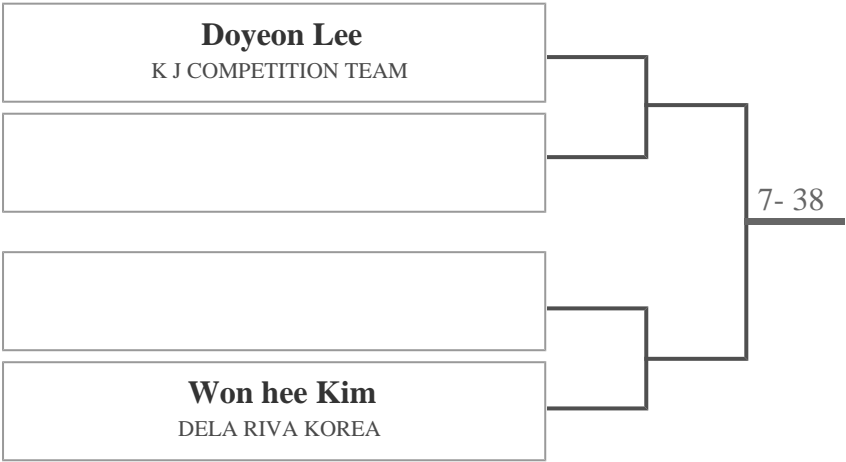 Doyeon Lee
K J COMPETITION TEAM
7- 38
Won hee Kim
DELA RIVA KOREA